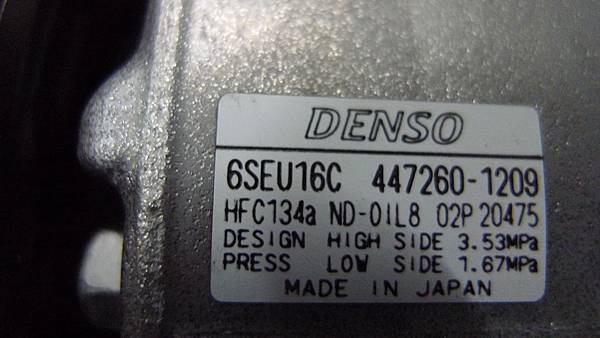 DENSO
6SEU16C 447260-1209
HFC134a ND-OIL8 02P 20475
DESIGN HIGH SIDE 3.53MPa
PRESS LOW SIDE 1.67MPa
MADE IN JAPAN